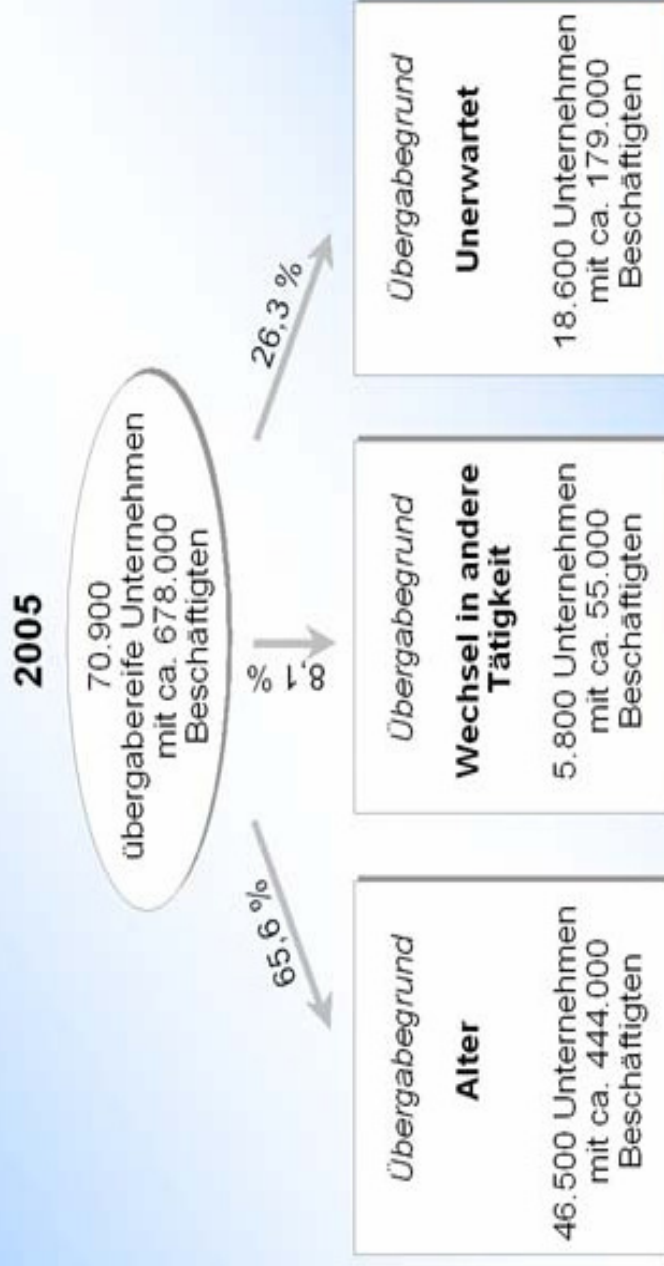 2005
70.900
übergabereife Unternehmen
mit ca. 678.000
Beschäftigten
65,6 %
8,1 %
26,3 %
Übergabegrund
Alter
46.500 Unternehmen
mit ca. 444.000
Beschäftigten
Übergabegrund
Wechsel in andere
Tätigkeit
5.800 Unternehmen
mit ca. 55.000
Beschäftigten
Übergabegrund
Unerwartet
18.600 Unternehmen
mit ca. 179.000
Beschäftigten